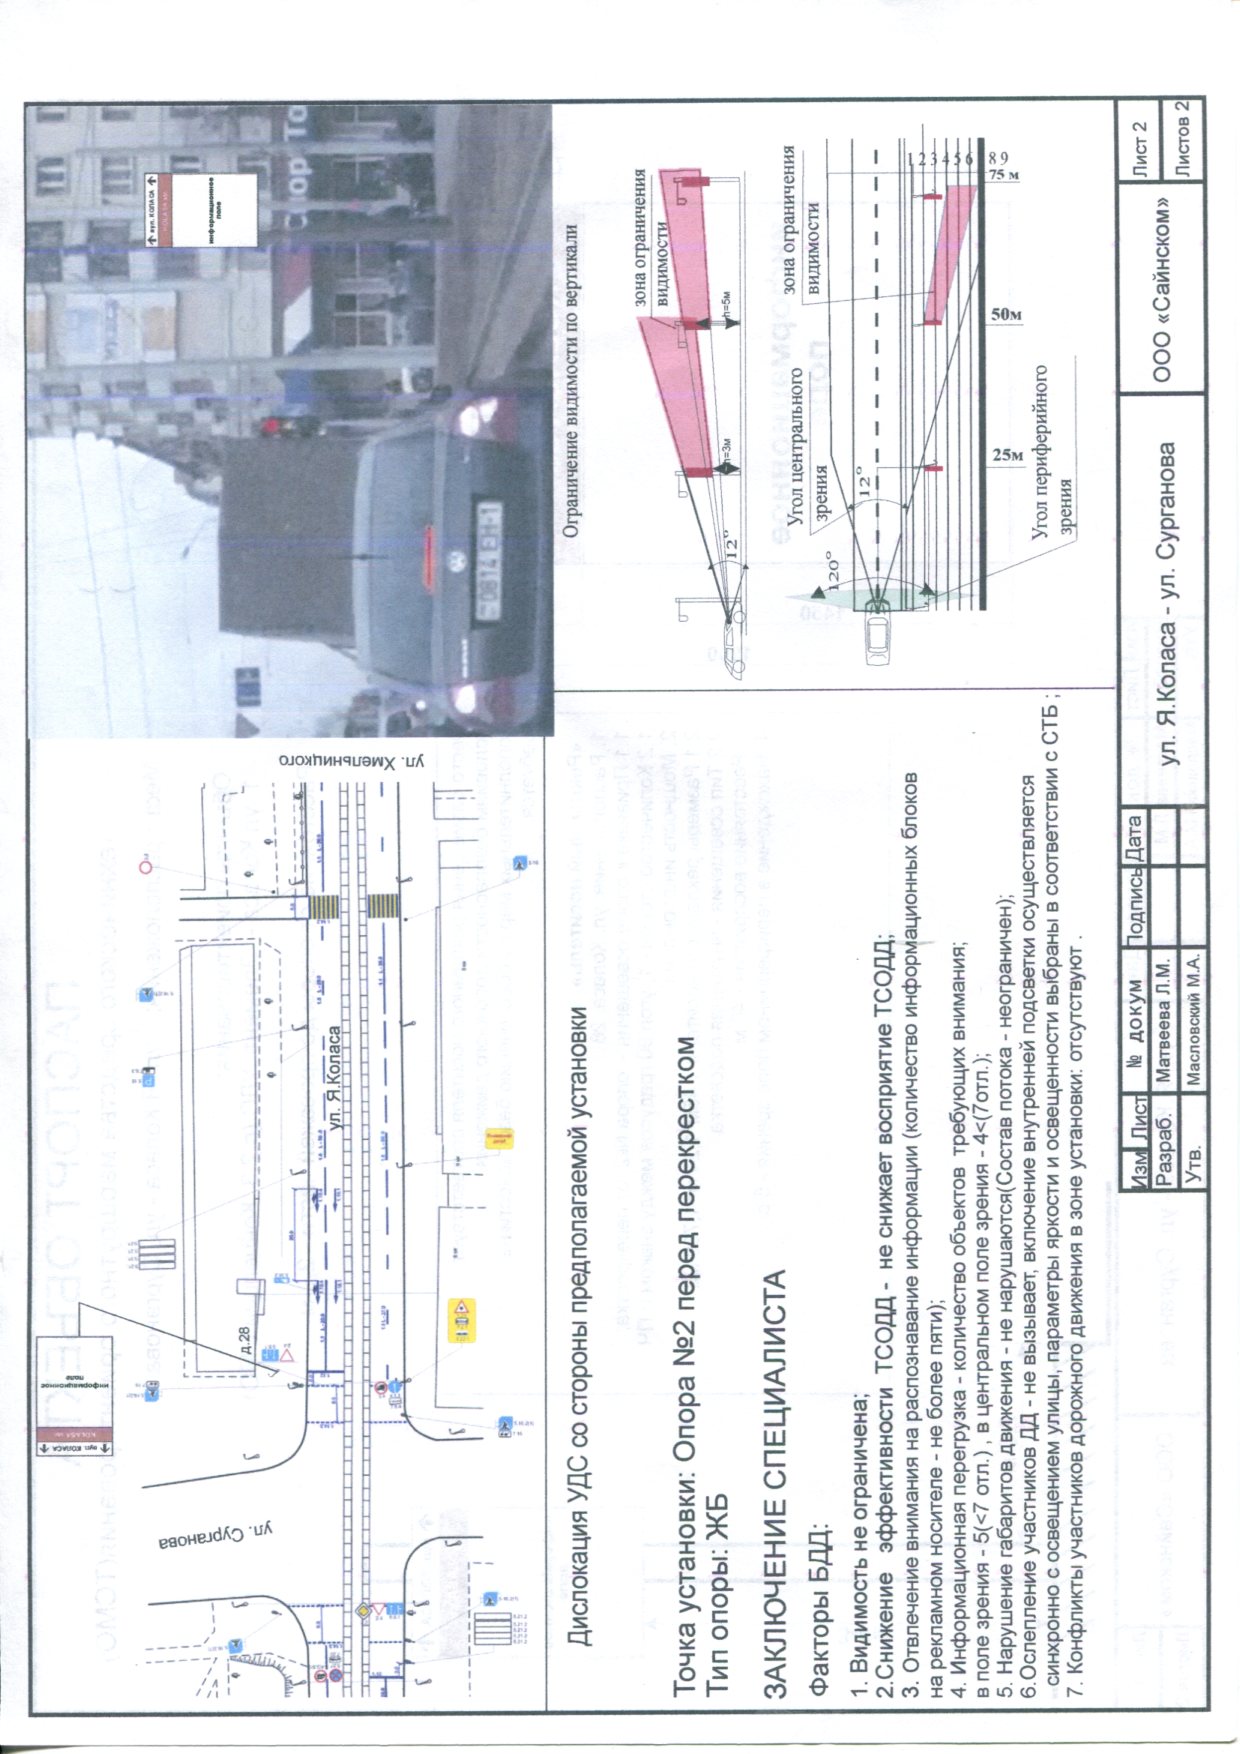 информационное
поле
вул. КОЛАСА
KOLASA str.
ул. Сурганова
д.28
ул. Я.Коласа
ул. Хмельницкого
вул. КОЛАСА
KOLASA str.
информационное
поле
Дислокация УДС со стороны предполагаемой установки
Точка установки: Опора №2 перед перекрестком
Тип опоры: ЖБ
ЗАКЛЮЧЕНИЕ СПЕЦИАЛИСТА
Факторы БДД:
1. Видимость не ограничена;
2.Снижение эффективности ТСОДД - не снижает восприятие ТСОДД;
3. Отвлечение внимания на распознавание информации (количество информационных блоков
на рекламном носителе - не более пяти);
4. Информационная перегрузка - количество объектов требующих внимания;
в поле зрения - 5(<7 отл.) , в центральном поле зрения - 4<(7отл.);
5. Нарушение габаритов движения - не нарушаются(Состав потока - неограничен);
6.Ослепление участников ДД - не вызывает, включение внутренней подсветки осуществляется
синхронно с освещением улицы, параметры яркости и освещенности выбраны в соответствии с СТБ ;
7. Конфликты участников дорожного движения в зоне установки: отсутствуют .
Ограничение видимости по вертикали
зона ограничения
видимости
12°
h=3м
h=5м
зона ограничения
видимости
Угол центрального
зрения
120°
12°
1 2 3 4 5 6 8 9
25м
50м
75 м
Угол периферийного
зрения
Изм Лист № докум Подпись Дата
Разраб. Матвеева Л.М.
Утв. Масловский М.А.
ул. Я.Коласа - ул. Сурганова
ООО «Сайнском»
Лист 2
Листов 2